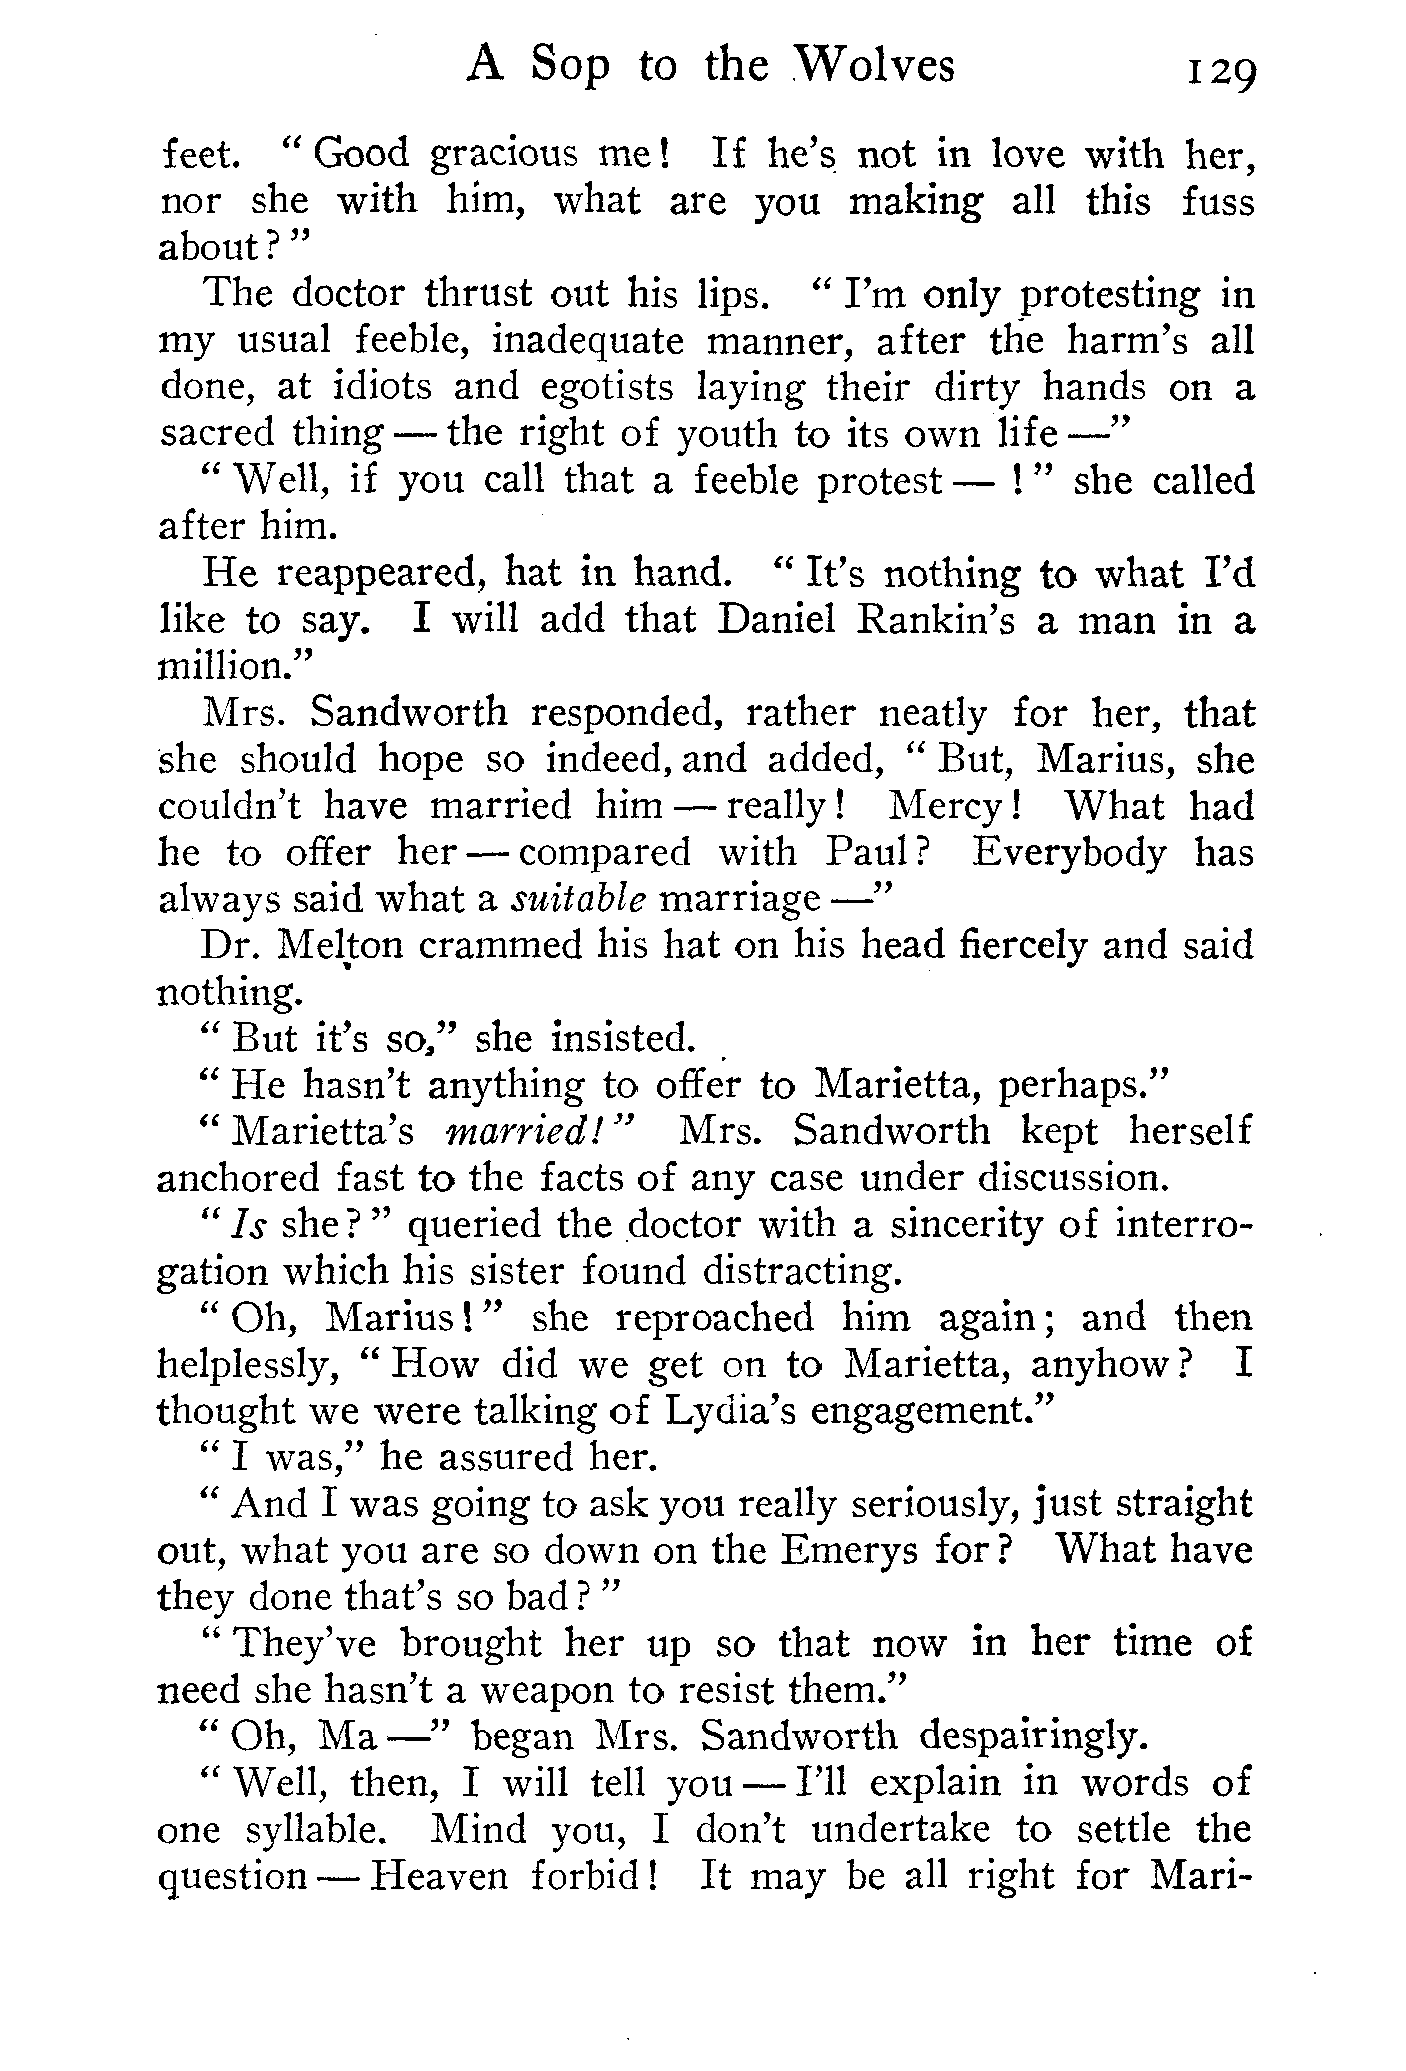 A Sop to the Wolves 129
feet. "Good gracious me! If he's not in love with her,
nor she with him, what are you making all this fuss
about?"
The doctor thrust out his lips. "I'm only protesting in
my usual feeble, inadequate manner, after the harm's all
done, at idiots and egotists laying their dirty hands on a
sacred thing — the right of youth to its own life —"
"Well, if you call that a feeble protest — !" she called
after him.
He reappeared, hat in hand. "It's nothing to what I'd
like to say. I will add that Daniel Rankin's a man in a
million."
Mrs. Sandworth responded, rather neatly for her, that
she should hope so indeed, and added, "But, Marius, she
couldn't have married him — really! Mercy! What had
he to offer her — compared with Paul? Everybody has
always said what a suitable marriage —"
Dr. Melton crammed his hat on his head fiercely and said
nothing.
"But it's so," she insisted.
"He hasn't anything to offer to Marietta, perhaps."
"Marietta's married!" Mrs. Sandworth kept herself
anchored fast to the facts of any case under discussion.
"Is she?" queried the doctor with a sincerity of interro-
gation which his sister found distracting.
"Oh, Marius!" she reproached him again; and then
helplessly, "How did we get on to Marietta, anyhow? I
thought we were talking of Lydia's engagement."
"I was," he assured her.
"And I was going to ask you really seriously, just straight
out, what you are so down on the Emerys for? What have
they done that's so bad?"
"They've brought her up so that now in her time of
need she hasn't a weapon to resist them."
"Oh, Ma —" began Mrs. Sandworth despairingly.
"Well, then, I will tell you — I'll explain in words of
one syllable. Mind you, I don't undertake to settle the
question — Heaven forbid! It may be all right for Mari-